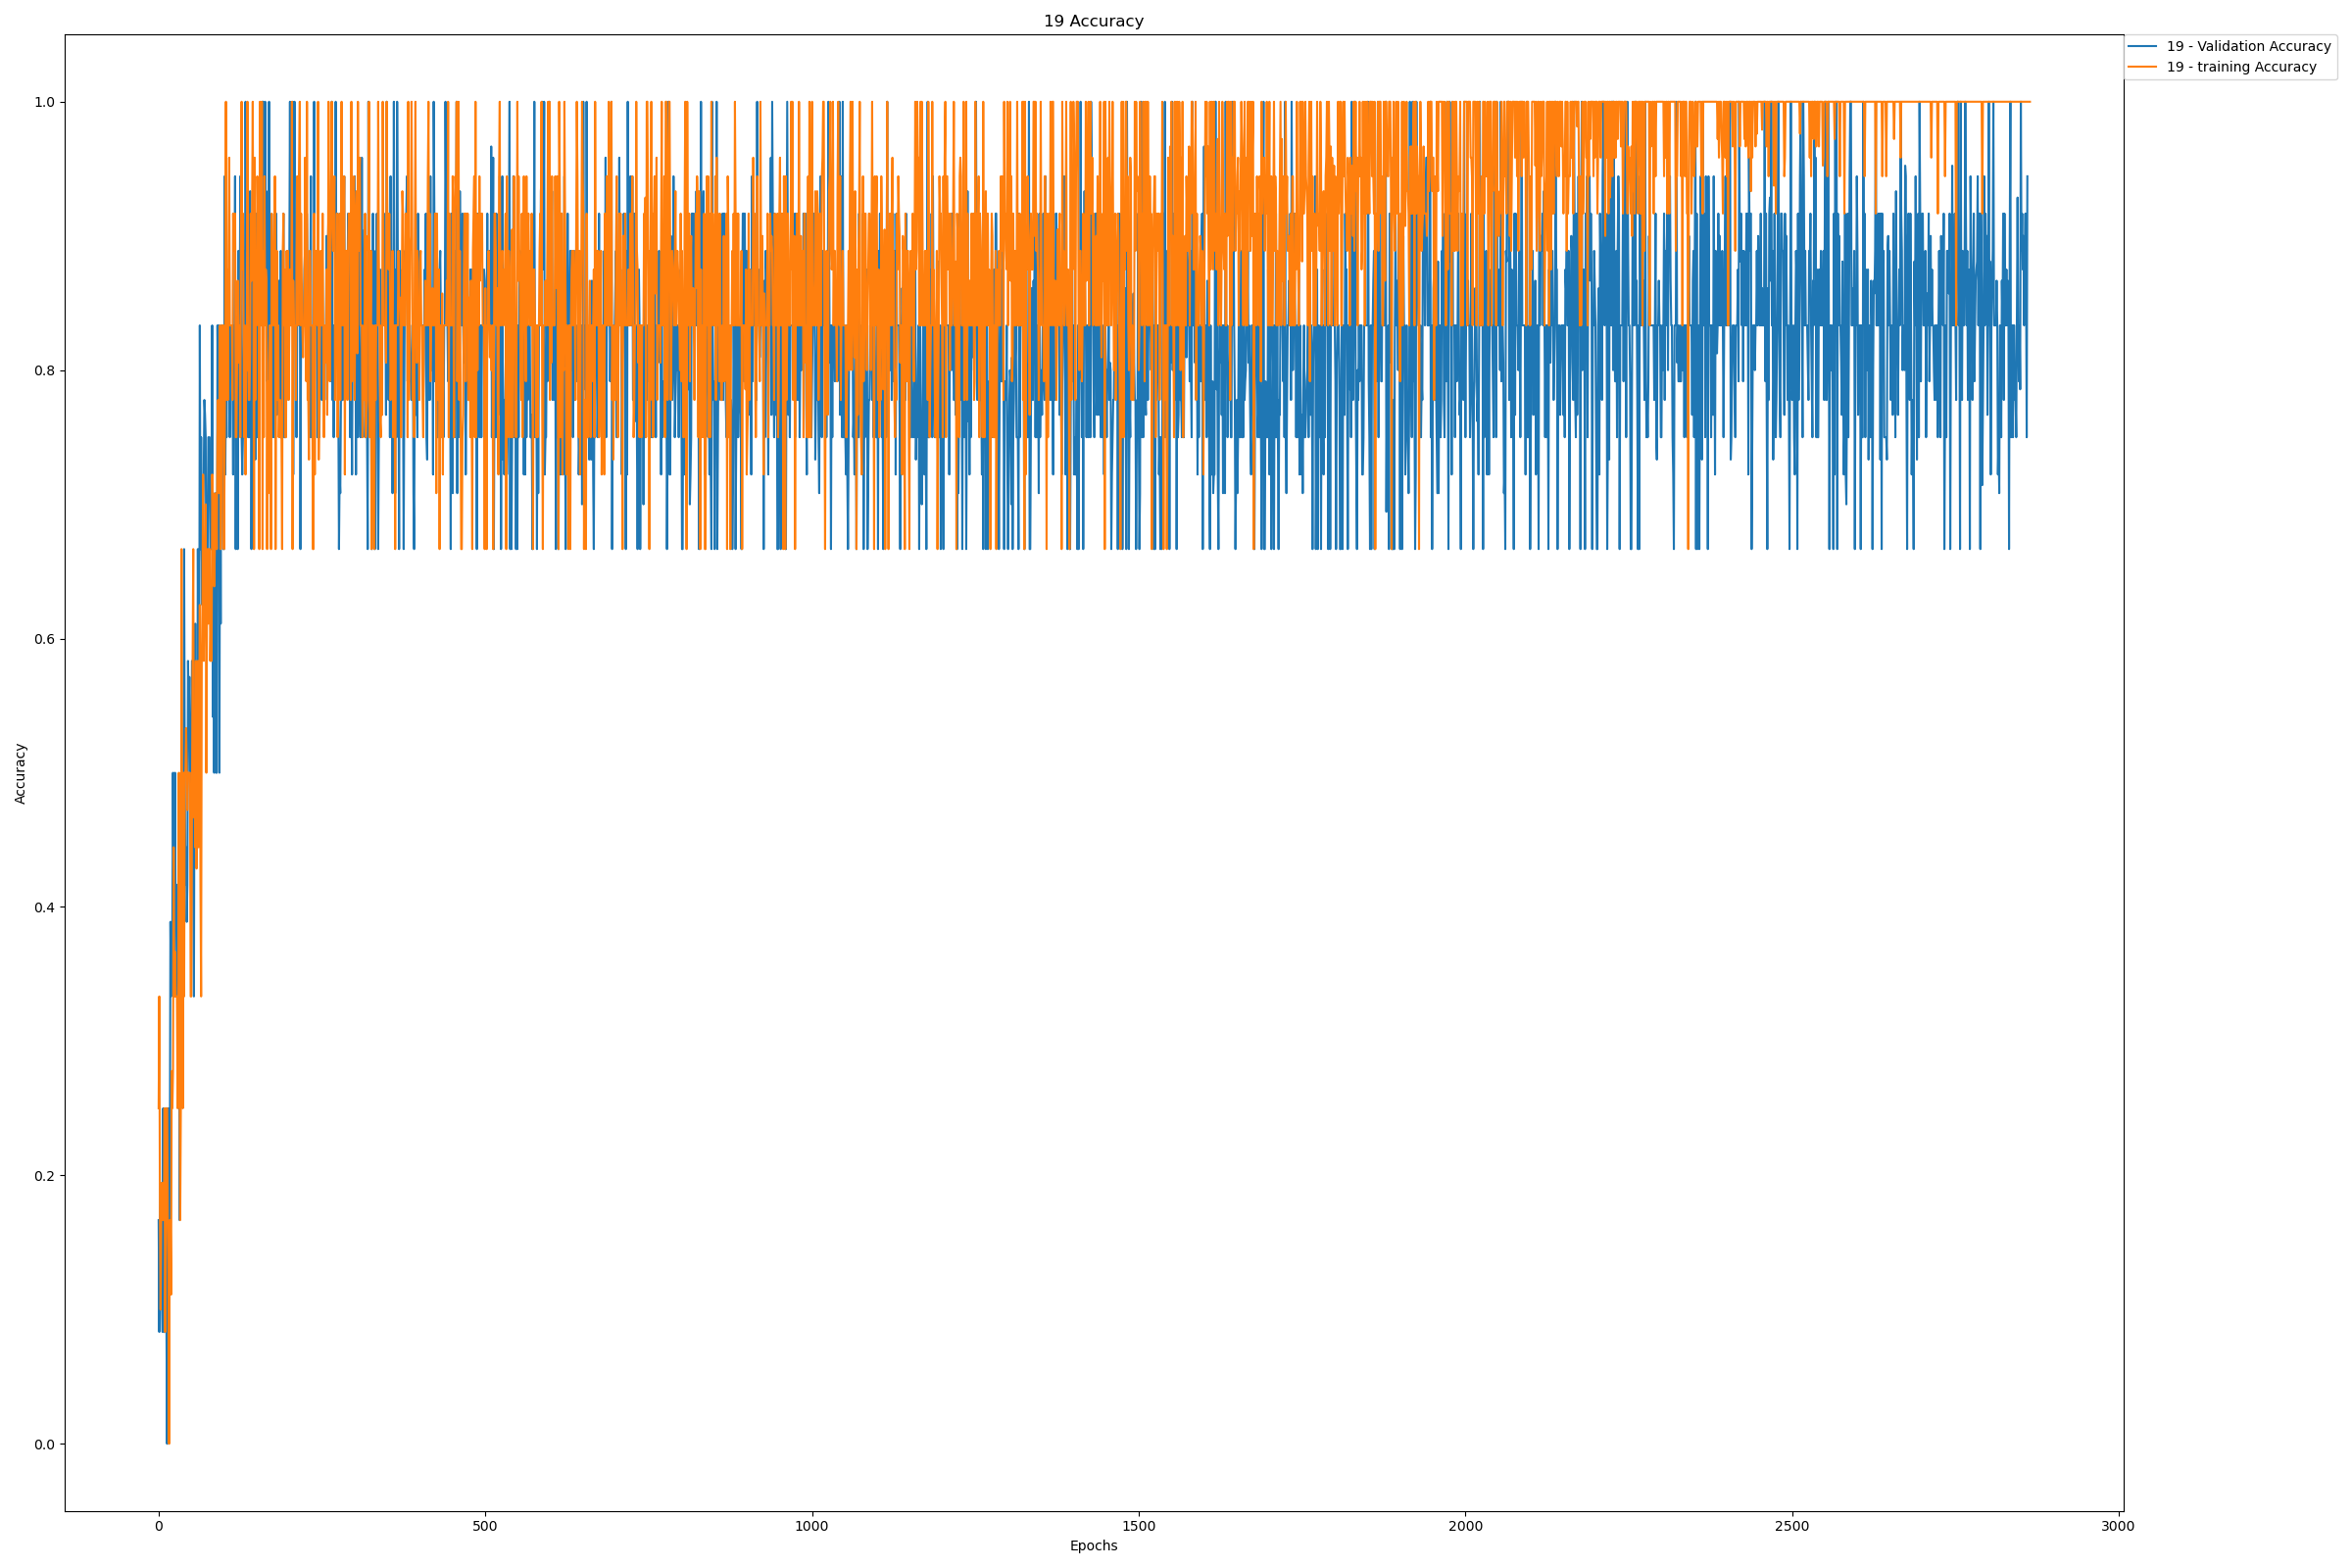 19 Accuracy
19 - Validation Accuracy
19 - training Accuracy
1.0
0.8
0.6
0.4
0.2
0.0
Accuracy
0 500 1000 1500 2000 2500 3000
Epochs